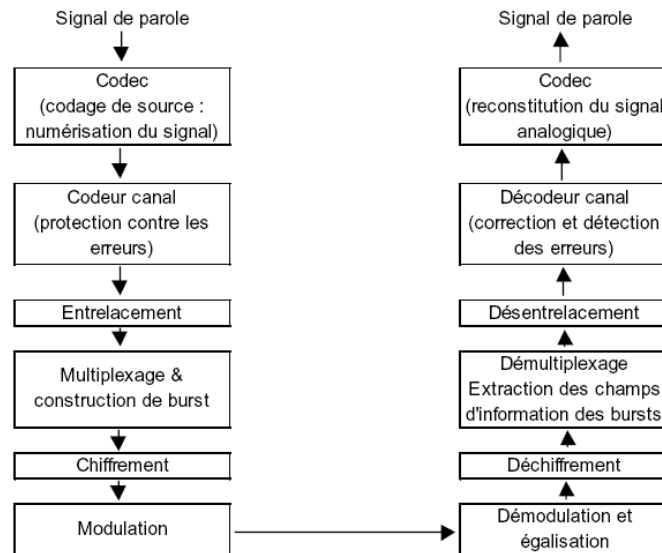 Signal de parole
Codec
(codage de source :
numérisation du signal)
Codeur canal
(protection contre les
erreurs)
Entrelacement
Multiplexage &
construction de burst
Chiffrement
Modulation
Signal de parole
Codec
(reconstitution du signal
analogique)
Décodeur canal
(correction et détection
des erreurs)
Désentrelacement
Démultiplexage
Extraction des champs
d'information des bursts
Déchiffrement
Démodulation et
égalisation